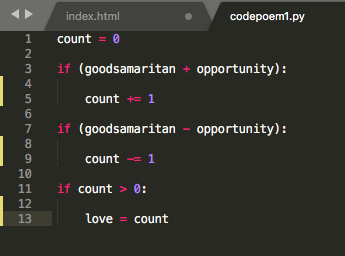 index.html codepoem1.py
1 count = 0
2
3 if (goodsamaritan + opportunity):
4
5 count += 1
6
7 if (goodsamaritan - opportunity):
8
9 count -= 1
10
11 if count > 0:
12
13 love = count